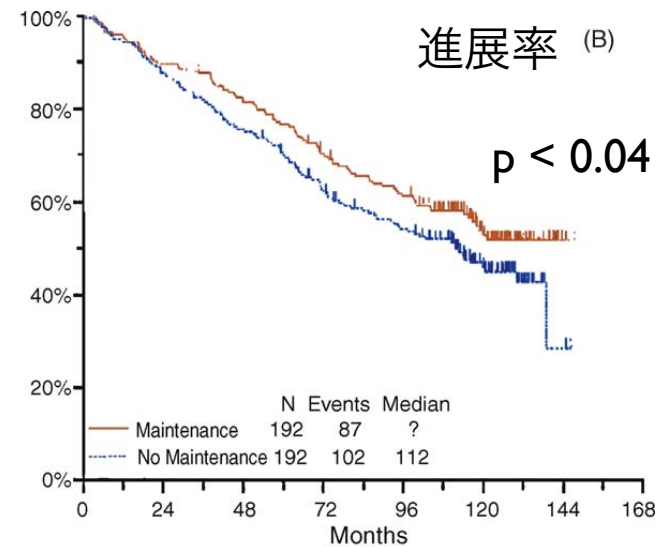 進展率 (B)
p < 0.04
100%
80%
60%
40%
20%
0%
N Events Median
Maintenance 192 87 ?
No Maintenance 192 102 112
0 24 48 72 96 120 144 168
Months